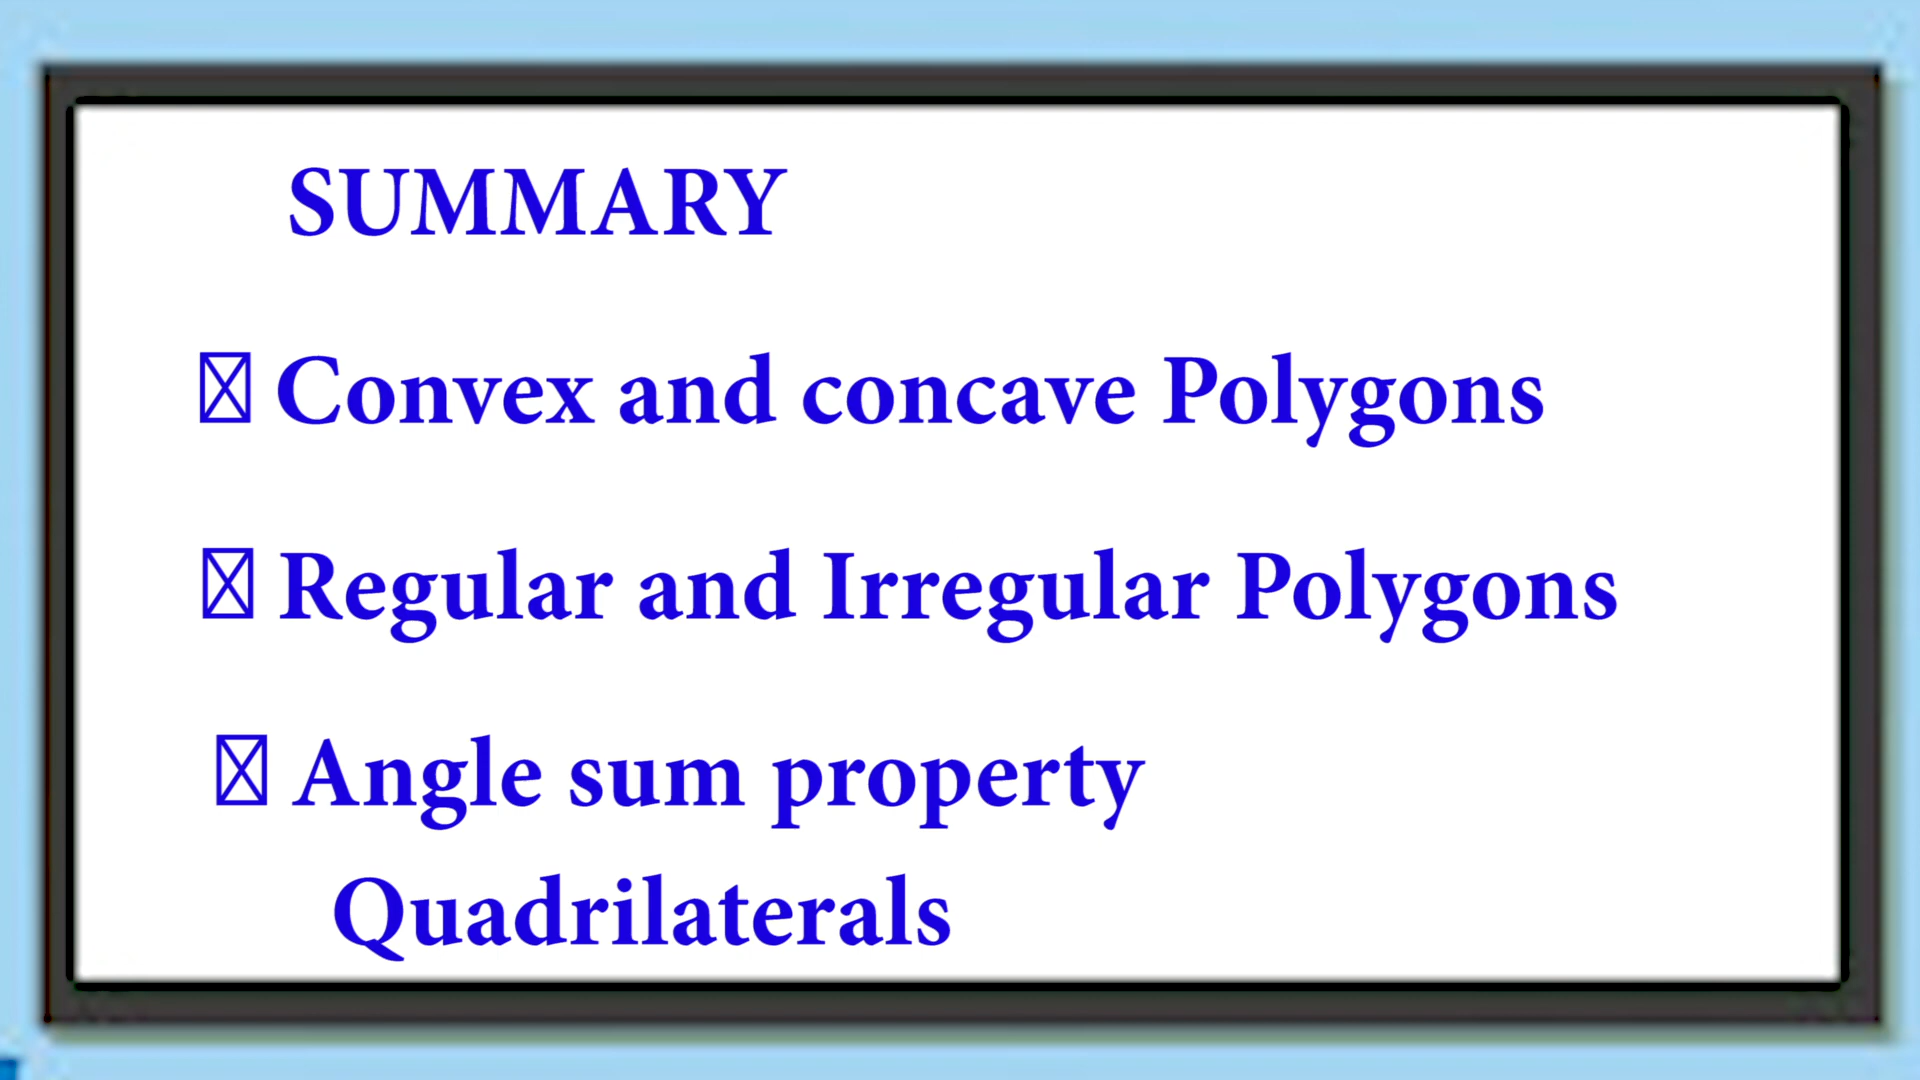 SUMMARY
Convex and concave Polygons
Regular and Irregular Polygons
Angle sum property
Quadrilaterals